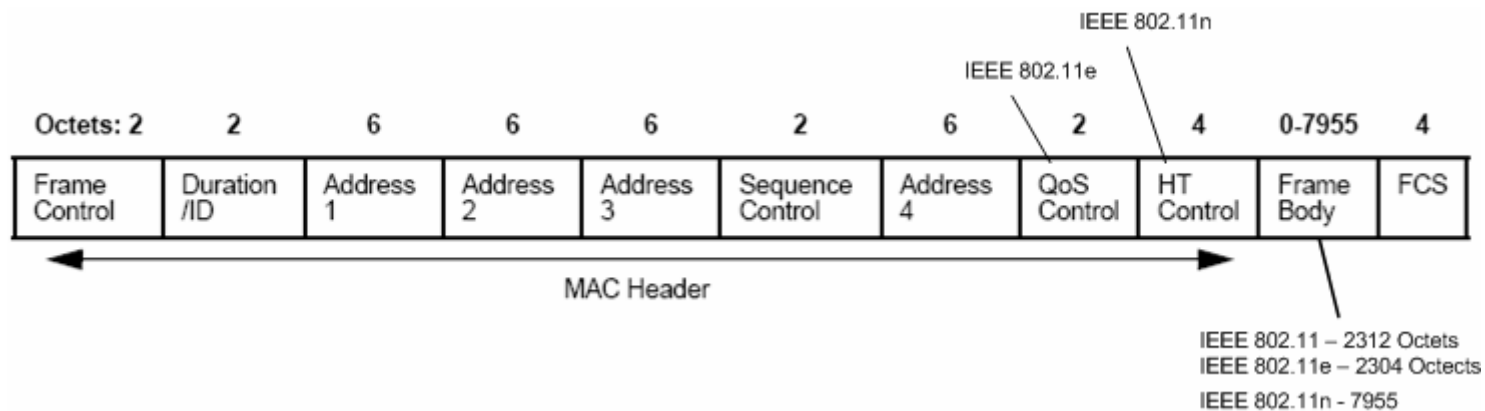 IEEE 802.11n
IEEE 802.11e
Octets: 2 2 6 6 6 2 6 2 4 0-7955 4
Frame Control Duration /ID Address 1 Address 2 Address 3 Sequence Control Address 4 QoS Control HT Control Frame Body FCS
MAC Header
IEEE 802.11 – 2312 Octets
IEEE 802.11e – 2304 Octects
IEEE 802.11n - 7955